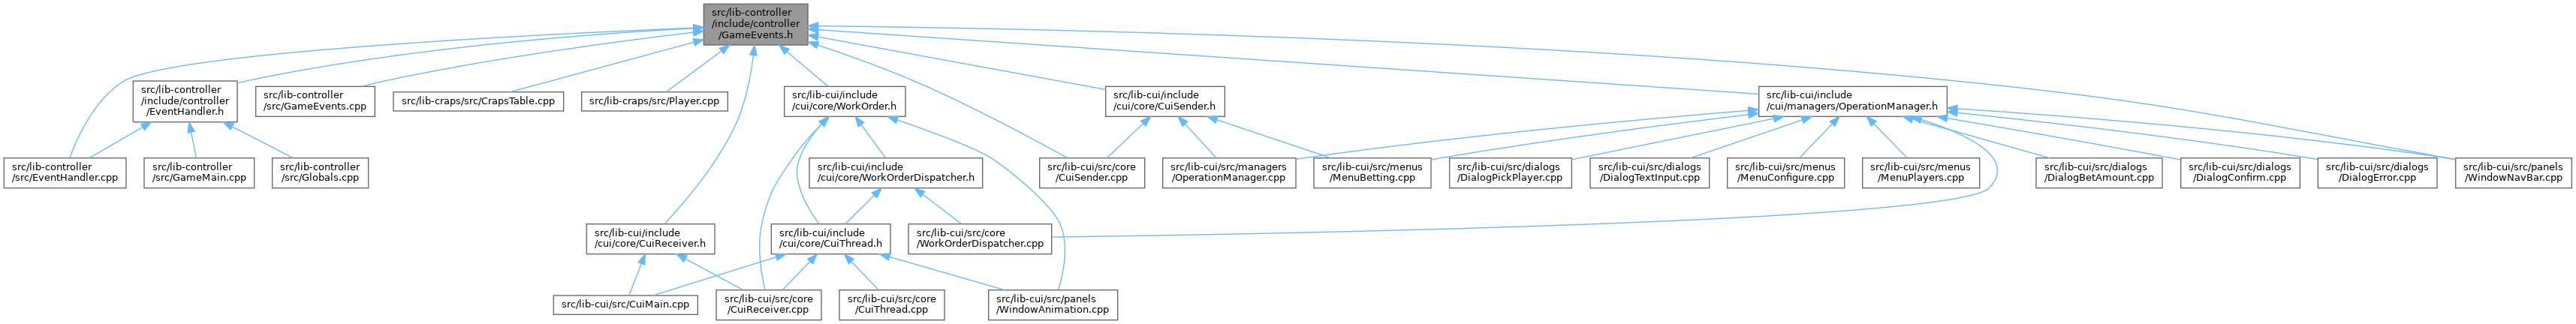 src/lib-controller
/include/controller
/GameEvents.h
src/lib-controller
/include/controller
/EventHandler.h
src/lib-controller
/src/GameEvents.cpp
src/lib-craps/src/CrapsTable.cpp
src/lib-craps/src/Player.cpp
src/lib-cui/include
/cui/core/WorkOrder.h
src/lib-cui/include
/cui/core/CuiSender.h
src/lib-cui/include
/cui/managers/OperationManager.h
src/lib-controller
/src/EventHandler.cpp
src/lib-controller
/src/GameMain.cpp
src/lib-controller
/src/Globals.cpp
src/lib-cui/include
/cui/core/WorkOrderDispatcher.h
src/lib-cui/src/core
/CuiSender.cpp
src/lib-cui/src/managers
/OperationManager.cpp
src/lib-cui/src/menus
/MenuBetting.cpp
src/lib-cui/src/dialogs
/DialogPickPlayer.cpp
src/lib-cui/src/dialogs
/DialogTextInput.cpp
src/lib-cui/src/menus
/MenuConfigure.cpp
src/lib-cui/src/menus
/MenuPlayers.cpp
src/lib-cui/src/dialogs
/DialogBetAmount.cpp
src/lib-cui/src/dialogs
/DialogConfirm.cpp
src/lib-cui/src/dialogs
/DialogError.cpp
src/lib-cui/src/panels
/WindowNavBar.cpp
src/lib-cui/include
/cui/core/CuiReceiver.h
src/lib-cui/include
/cui/core/CuiThread.h
src/lib-cui/src/core
/WorkOrderDispatcher.cpp
src/lib-cui/src/CuiMain.cpp
src/lib-cui/src/core
/CuiReceiver.cpp
src/lib-cui/src/core
/CuiThread.cpp
src/lib-cui/src/panels
/WindowAnimation.cpp